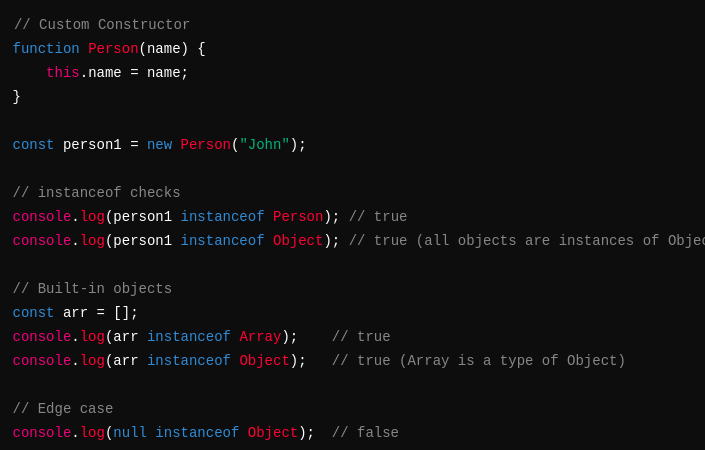 // Custom Constructor
function Person(name) {
    this.name = name;
}

const person1 = new Person("John");

// instanceof checks
console.log(person1 instanceof Person); // true
console.log(person1 instanceof Object); // true (all objects are instances of Objec

// Built-in objects
const arr = [];
console.log(arr instanceof Array);    // true
console.log(arr instanceof Object);   // true (Array is a type of Object)

// Edge case
console.log(null instanceof Object);  // false